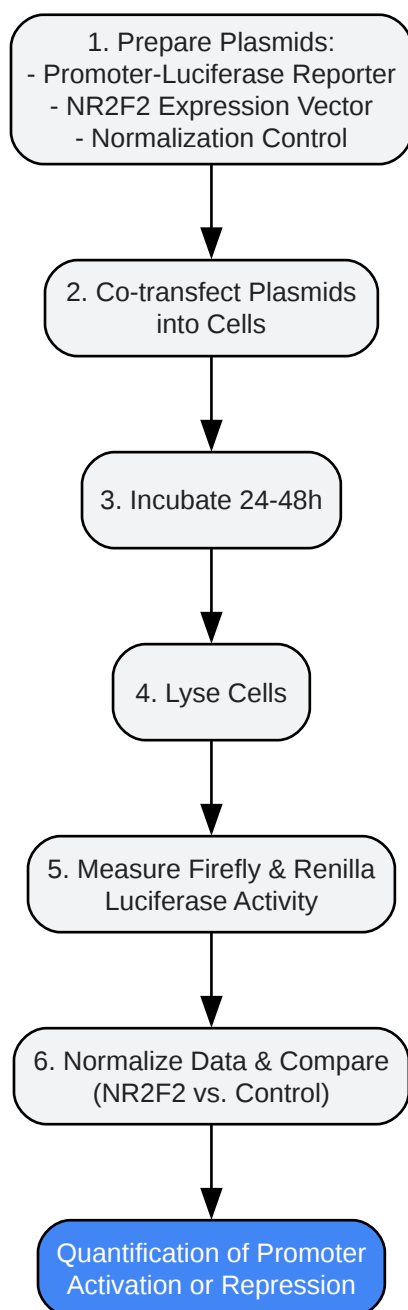 1. Prepare Plasmids:
- Promoter-Luciferase Reporter
- NR2F2 Expression Vector
- Normalization Control
2. Co-transfect Plasmids
into Cells
3. Incubate 24-48h
4. Lyse Cells
5. Measure Firefly & Renilla
Luciferase Activity
6. Normalize Data & Compare
(NR2F2 vs. Control)
Quantification of Promoter
Activation or Repression